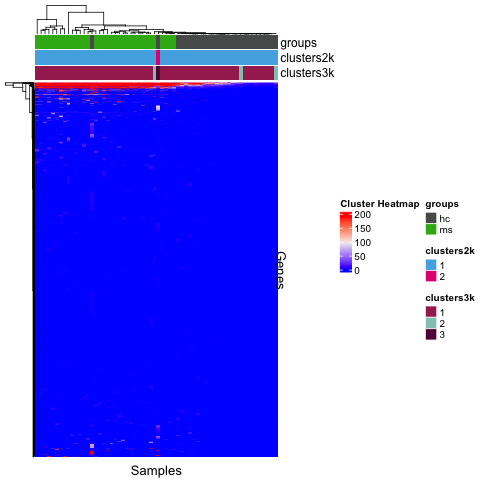 groups
clusters2k
clusters3k
Genes
Samples
Cluster Heatmap
200
150
100
50
0
groups
hc
ms
clusters2k
1
2
clusters3k
1
2
3